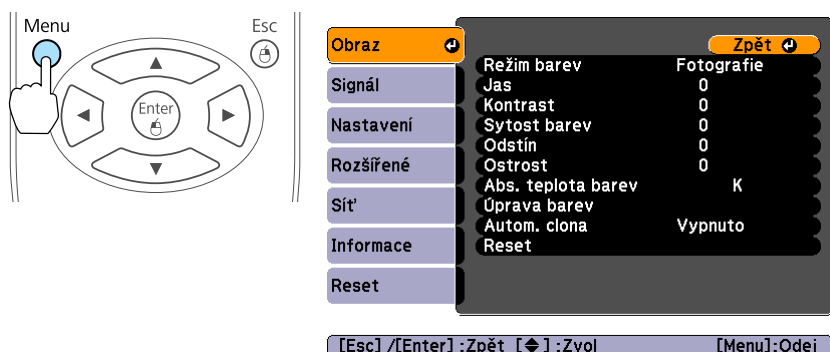 Menu
Esc
Enter
Obraz
Signál
Nastavení
Rozšířené
Síť
Informace
Reset
Zpět
Režim barev Fotografie
Jas 0
Kontrast 0
Sytost barev 0
Odstín 0
Ostrost 0
Abs. teplota barev K
Úprava barev
Autom. clona Vypnuto
Reset
[Esc] /[Enter] :Zpět [◆] :Zvol [Menu]:Odej